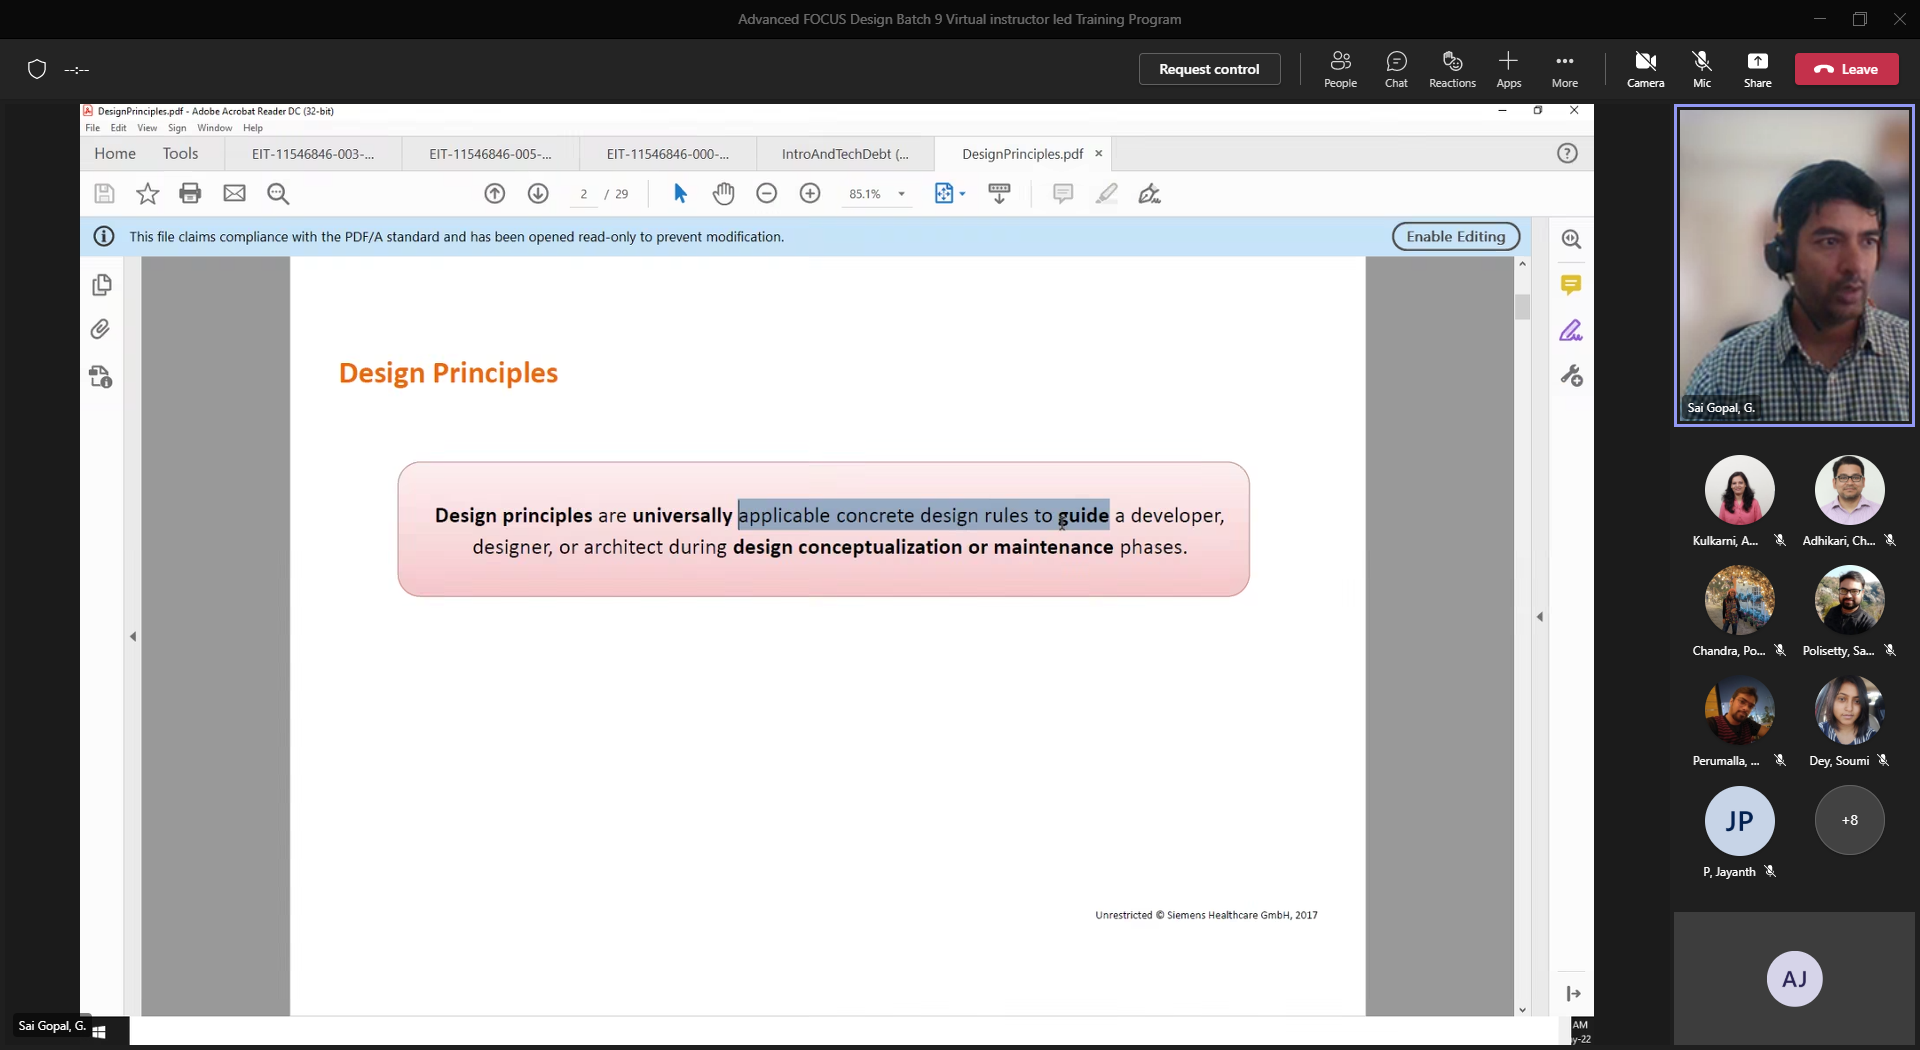 Advanced FOCUS Design Batch 9 Virtual instructor led Training Program
--:--
Request control
People
Chat
Reactions
Apps
More
Camera
Mic
Share
Leave
DesignPrinciples.pdf - Adobe Acrobat Reader DC (32-bit)
File Edit View Sign Window Help
Home Tools EIT-11546846-003-... EIT-11546846-005-... EIT-11546846-000-... IntroAndTechDebt (... DesignPrinciples.pdf ×
2 / 29 85.1%
This file claims compliance with the PDF/A standard and has been opened read-only to prevent modification.
Enable Editing
Design Principles
Design principles are universally applicable concrete design rules to guide a developer,
designer, or architect during design conceptualization or maintenance phases.
Unrestricted © Siemens Healthcare GmbH, 2017
Sai Gopal, G.
Kulkarni, A...
Adhikari, Ch...
Chandra, Po...
Polisetty, Sa...
Perumalla, ...
Dey, Soumi
JP
+8
P, Jayanth
AJ
Sai Gopal, G.
AM
y-22